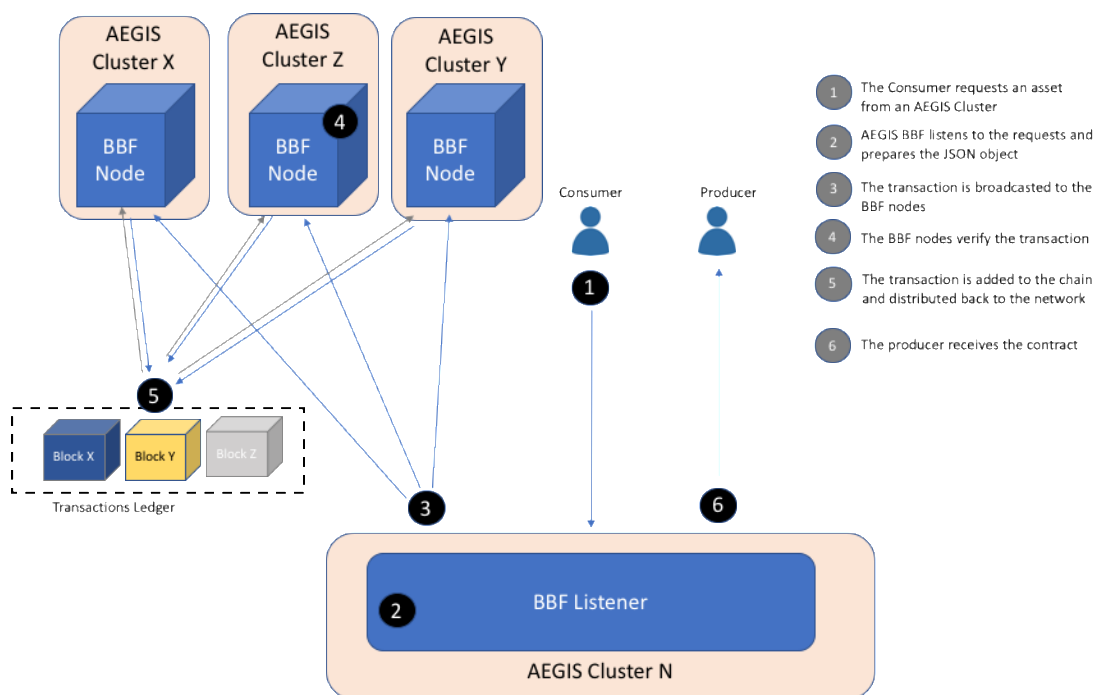 AEGIS
Cluster X
BBF
Node
AEGIS
Cluster Z
4
BBF
Node
AEGIS
Cluster Y
BBF
Node
Consumer
Producer
1
5
Block X
Block Y
Block Z
Transactions Ledger
3
6
2
BBF Listener
AEGIS Cluster N
1
The Consumer requests an asset
from an AEGIS Cluster
2
AEGIS BBF listens to the requests and
prepares the JSON object
3
The transaction is broadcasted to the
BBF nodes
4
The BBF nodes verify the transaction
5
The transaction is added to the chain
and distributed back to the network
6
The producer receives the contract